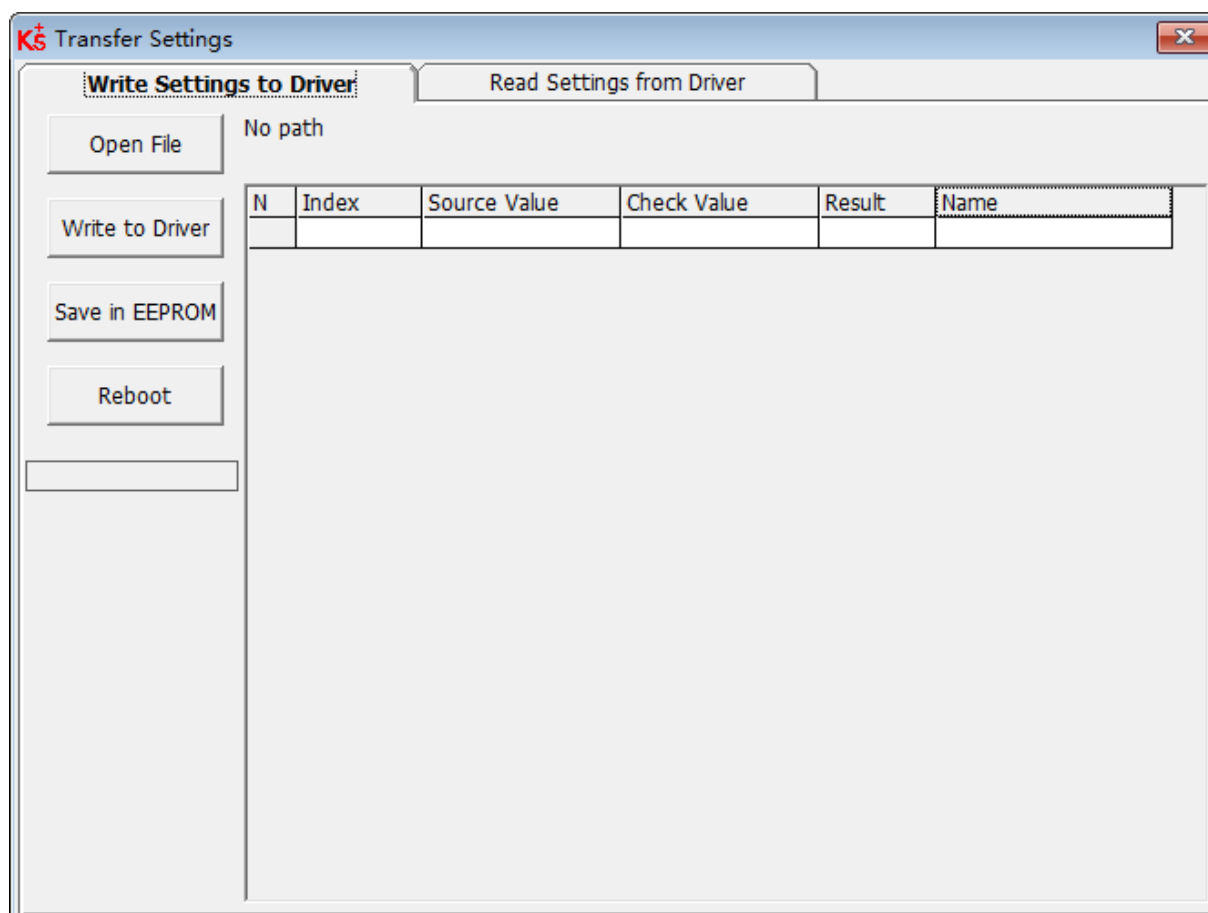 K+S Transfer Settings
Write Settings to Driver Read Settings from Driver
Open File No path
N Index Source Value Check Value Result Name
Write to Driver
Save in EEPROM
Reboot